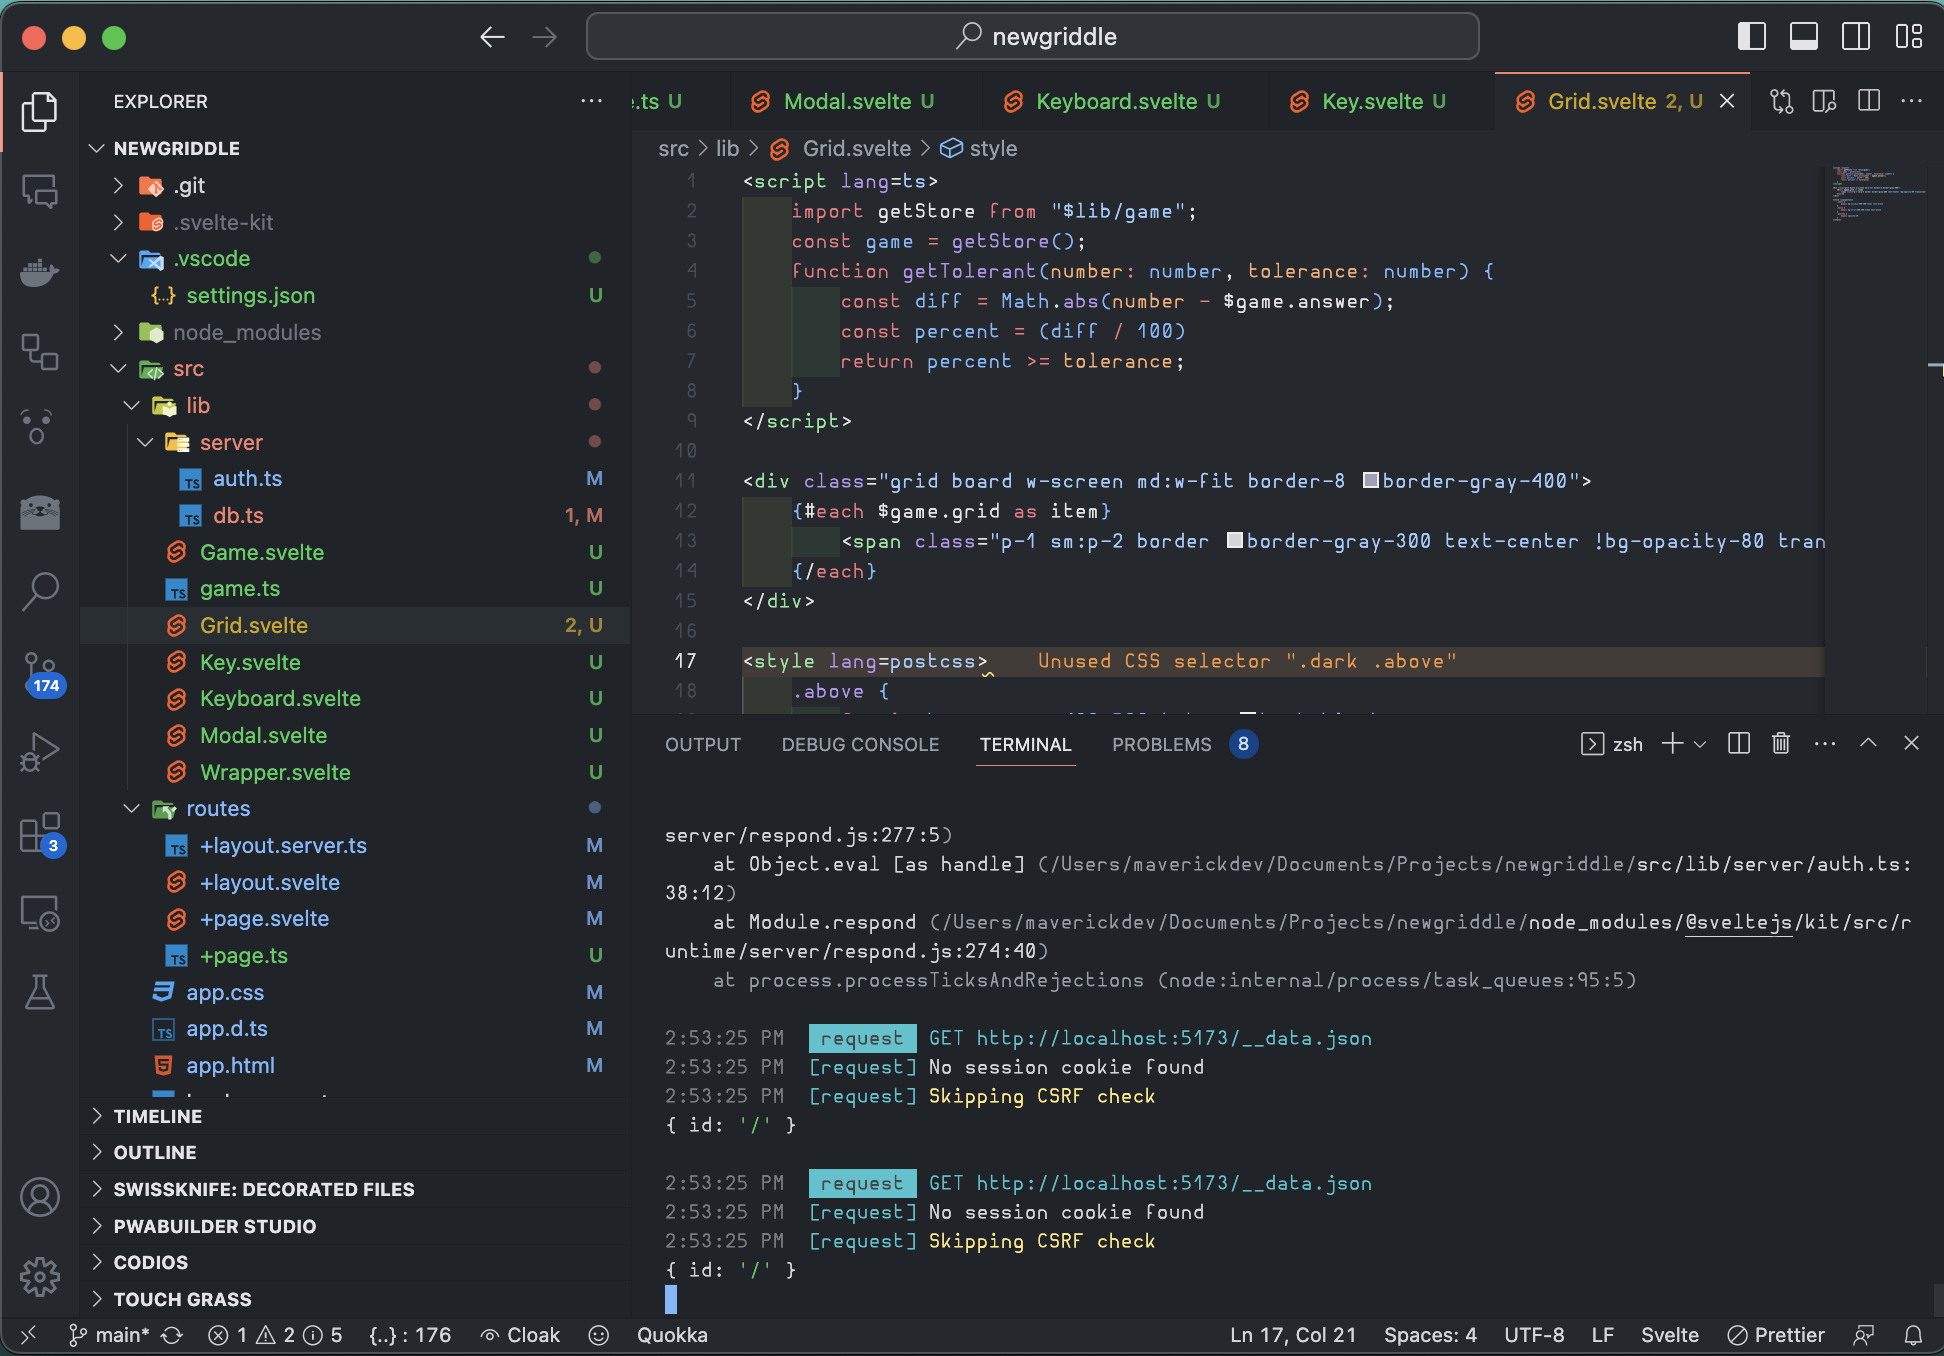 newgriddle
EXPLORER
NEWGRIDDLE
.git
.svelte-kit
.vscode
settings.json U
node_modules
src
lib
server
auth.ts M
db.ts 1, M
Game.svelte U
game.ts U
Grid.svelte 2, U
Key.svelte U
Keyboard.svelte U
Modal.svelte U
Wrapper.svelte U
routes
+layout.server.ts M
+layout.svelte M
+page.svelte M
+page.ts U
app.css M
app.d.ts M
app.html M
TIMELINE
OUTLINE
SWISSKNIFE: DECORATED FILES
PWABUILDER STUDIO
CODIOS
TOUCH GRASS
174
3
.ts U
Modal.svelte U
Keyboard.svelte U
Key.svelte U
Grid.svelte 2, U
src > lib > Grid.svelte > style
1 <script lang=ts>
2 import getStore from "$lib/game";
3 const game = getStore();
4 function getTolerant(number: number, tolerance: number) {
5 const diff = Math.abs(number - $game.answer);
6 const percent = (diff / 100)
7 return percent >= tolerance;
8 }
9 </script>
10
11 <div class="grid board w-screen md:w-fit border-8 border-gray-400">
12 {#each $game.grid as item}
13 <span class="p-1 sm:p-2 border border-gray-300 text-center !bg-opacity-80 tran
14 {/each}
15 </div>
16
17 <style lang=postcss> Unused CSS selector ".dark .above"
18 .above {
OUTPUT DEBUG CONSOLE TERMINAL PROBLEMS 8 zsh
server/respond.js:277:5)
at Object.eval [as handle] (/Users/maverickdev/Documents/Projects/newgriddle/src/lib/server/auth.ts:
38:12)
at Module.respond (/Users/maverickdev/Documents/Projects/newgriddle/node_modules/@sveltejs/kit/src/r
untime/server/respond.js:274:40)
at process.processTicksAndRejections (node:internal/process/task_queues:95:5)
2:53:25 PM request GET http://localhost:5173/__data.json
2:53:25 PM [request] No session cookie found
2:53:25 PM [request] Skipping CSRF check
{ id: '/' }
2:53:25 PM request GET http://localhost:5173/__data.json
2:53:25 PM [request] No session cookie found
2:53:25 PM [request] Skipping CSRF check
{ id: '/' }
main* 1 2 5 {..} : 176 Cloak Quokka Ln 17, Col 21 Spaces: 4 UTF-8 LF Svelte Prettier